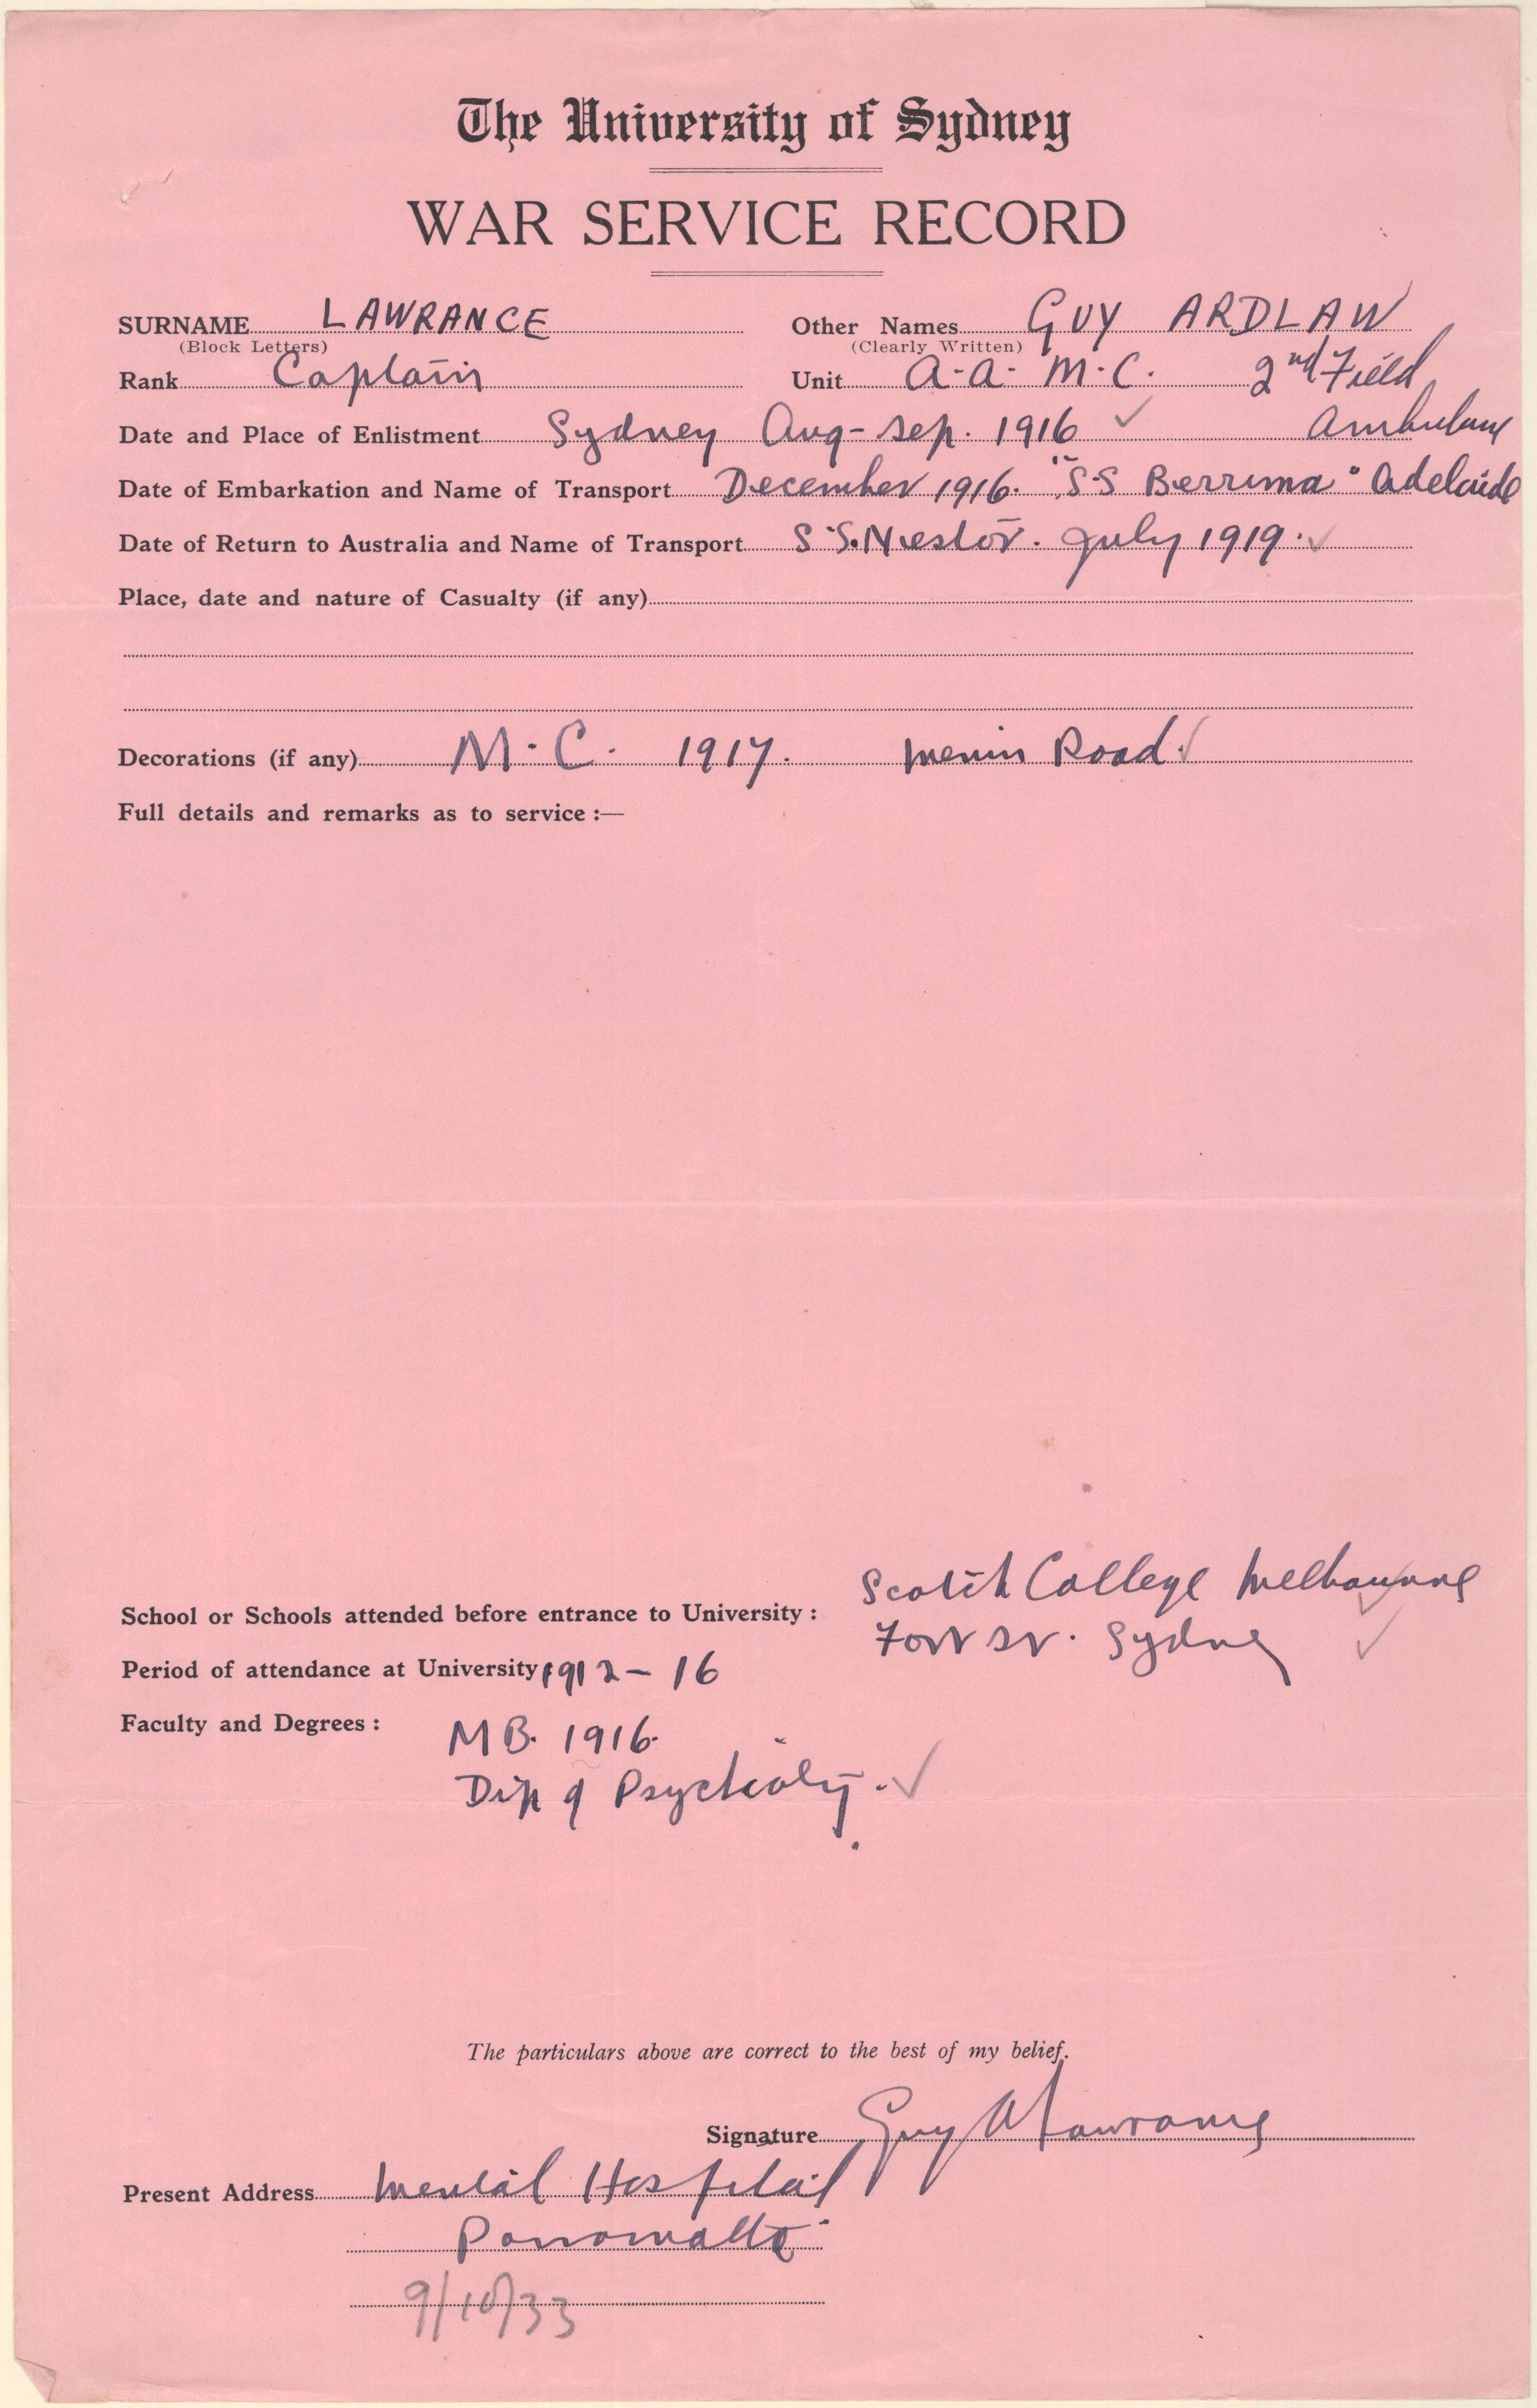 The University of Sydney
WAR SERVICE RECORD
SURNAME LAWRANCE Other Names GUY ARDLAW
(Block Letters) (Clearly Written)
Rank Captain Unit A.A.M.C. 2nd Field
Date and Place of Enlistment Sydney Aug-Sep. 1916 ✓ Ambulance
Date of Embarkation and Name of Transport December 1916. "S.S Berrima" Adelaide
Date of Return to Australia and Name of Transport S.S. Nestor. July 1919. ✓
Place, date and nature of Casualty (if any)
Decorations (if any) M.C. 1917. Menin Road ✓
Full details and remarks as to service :—
School or Schools attended before entrance to University : Scotch College Melbourne ✓
Fort St. Sydney ✓
Period of attendance at University 1912 – 16
Faculty and Degrees : MB. 1916.
Dip of Psychiatry. ✓
The particulars above are correct to the best of my belief.
Signature Guy A Lawrance
Present Address Mental Hospital
Parramatta
9/10/33